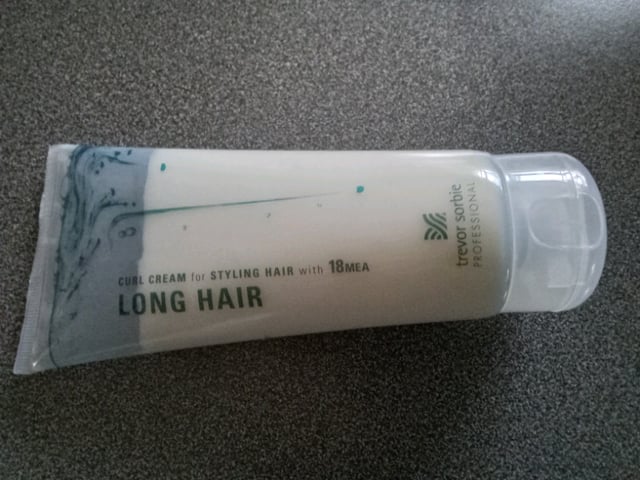 CURL CREAM for STYLING HAIR with 18MEA
LONG HAIR
trevor sorbie
PROFESSIONAL